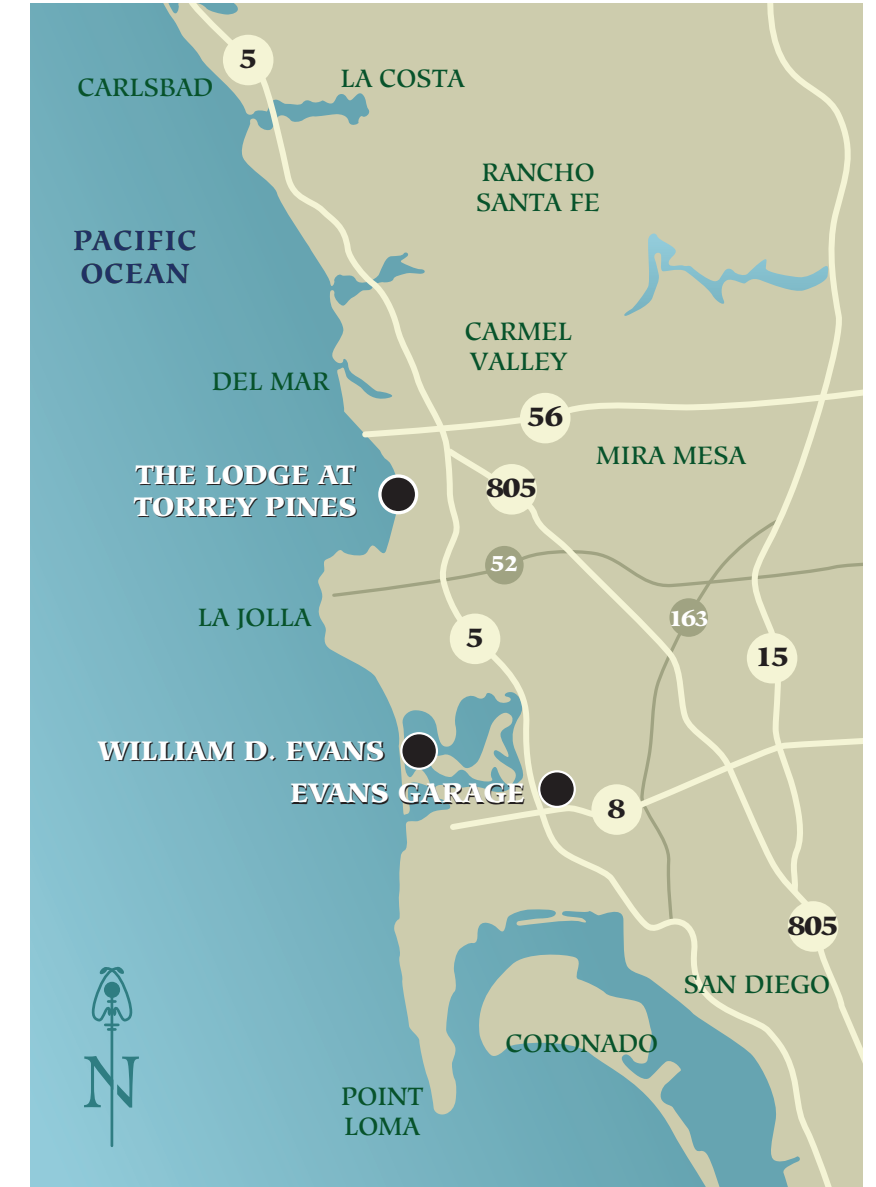 5
CARLSBAD
LA COSTA
RANCHO
SANTA FE
PACIFIC
OCEAN
CARMEL
VALLEY
DEL MAR
56
MIRA MESA
THE LODGE AT
TORREY PINES
805
52
LA JOLLA
163
5
15
WILLIAM D. EVANS
EVANS GARAGE
8
805
SAN DIEGO
CORONADO
N
POINT
LOMA